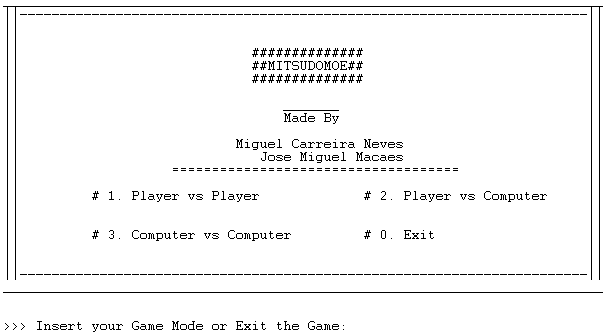 ##############
##MITSUDOMOE##
##############
Made By
Miguel Carreira Neves
Jose Miguel Macaes
====================================
# 1. Player vs Player # 2. Player vs Computer
# 3. Computer vs Computer # 0. Exit
>>> Insert your Game Mode or Exit the Game: